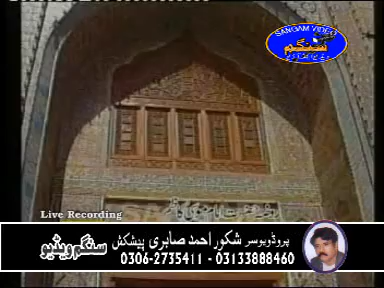 SANGAM VIDEO
سنگم
Live Recording
پروڈیوسر شکور احمد صابری پیشکش سنگم ویڈیو
0306-2735411 - 03133888460